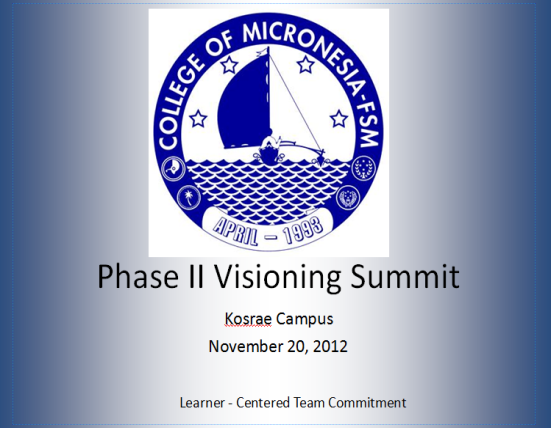 COLLEGE OF MICRONESIA-FSM
APRIL - 1993
Phase II Visioning Summit
Kosrae Campus
November 20, 2012
Learner - Centered Team Commitment